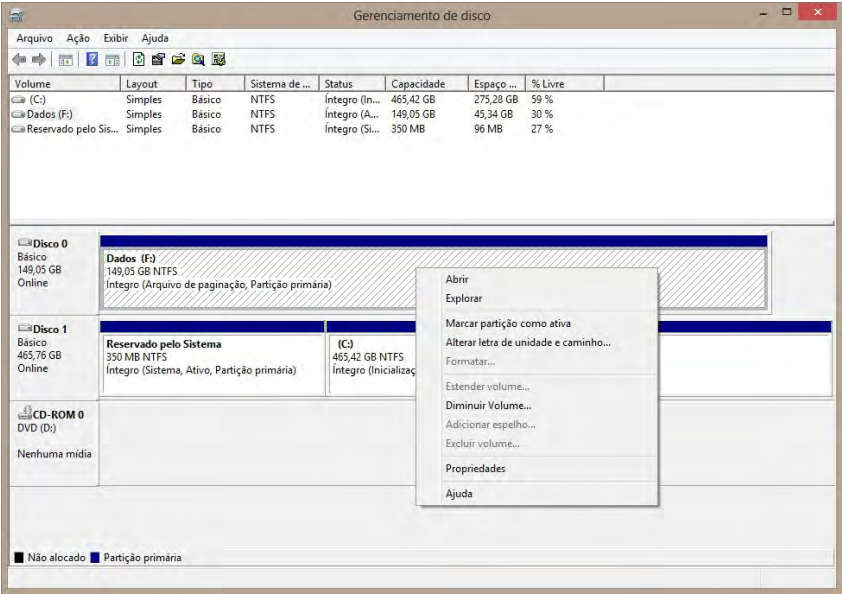 Gerenciamento de disco
Arquivo Ação Exibir Ajuda
Volume Layout Tipo Sistema de ... Status Capacidade Espaço ... % Livre
(C:) Simples Básico NTFS Íntegro (In... 465,42 GB 275,28 GB 59 %
Dados (F:) Simples Básico NTFS Íntegro (A... 149,05 GB 45,34 GB 30 %
Reservado pelo Sis... Simples Básico NTFS Íntegro (Si... 350 MB 96 MB 27 %
Disco 0
Básico
149,05 GB
Online
Dados (F:)
149,05 GB NTFS
Íntegro (Arquivo de paginação, Partição primária)
Disco 1
Básico
465,76 GB
Online
Reservado pelo Sistema
350 MB NTFS
Íntegro (Sistema, Ativo, Partição primária)
(C:)
465,42 GB NTFS
Íntegro (Inicializaç
CD-ROM 0
DVD (D:)
Nenhuma mídia
Abrir
Explorar
Marcar partição como ativa
Alterar letra de unidade e caminho...
Formatar...
Estender volume...
Diminuir Volume...
Adicionar espelho...
Excluir volume...
Propriedades
Ajuda
Não alocado Partição primária